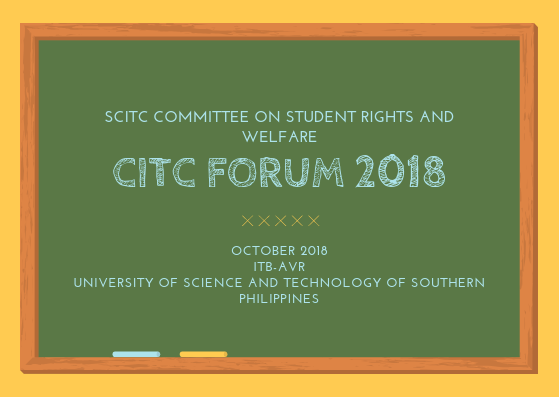 SCITC COMMITTEE ON STUDENT RIGHTS AND
WELFARE
CITC FORUM 2018
XXXXX
OCTOBER 2018
ITB-AVR
UNIVERSITY OF SCIENCE AND TECHNOLOGY OF SOUTHERN
PHILIPPINES